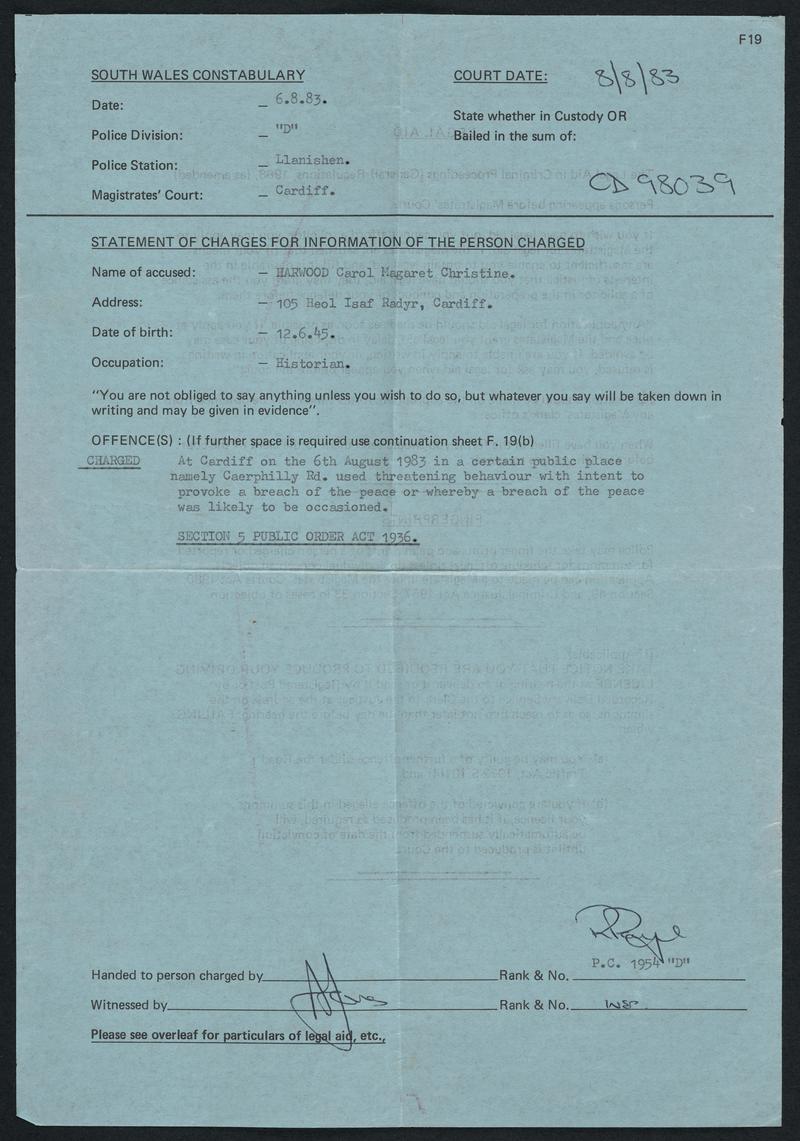 F19
SOUTH WALES CONSTABULARY
COURT DATE: 8/8/83
Date: — 6.8.83.
State whether in Custody OR
Police Division: — "D"
Bailed in the sum of:
Police Station: — Llanishen.
CD 98039
Magistrates' Court: — Cardiff.
STATEMENT OF CHARGES FOR INFORMATION OF THE PERSON CHARGED
Name of accused: — HARWOOD Carol Magaret Christine.
Address: — 105 Heol Isaf Radyr, Cardiff.
Date of birth: — 12.6.45.
Occupation: — Historian.
"You are not obliged to say anything unless you wish to do so, but whatever you say will be taken down in
writing and may be given in evidence".
OFFENCE(S) : (If further space is required use continuation sheet F. 19(b)
CHARGED At Cardiff on the 6th August 1983 in a certain public place
namely Caerphilly Rd. used threatening behaviour with intent to
provoke a breach of the peace or whereby a breach of the peace
was likely to be occasioned.
SECTION 5 PUBLIC ORDER ACT 1936.
P.C. 1954 "D"
Handed to person charged by Rank & No.
Witnessed by Rank & No. INSP
Please see overleaf for particulars of legal aid, etc.,